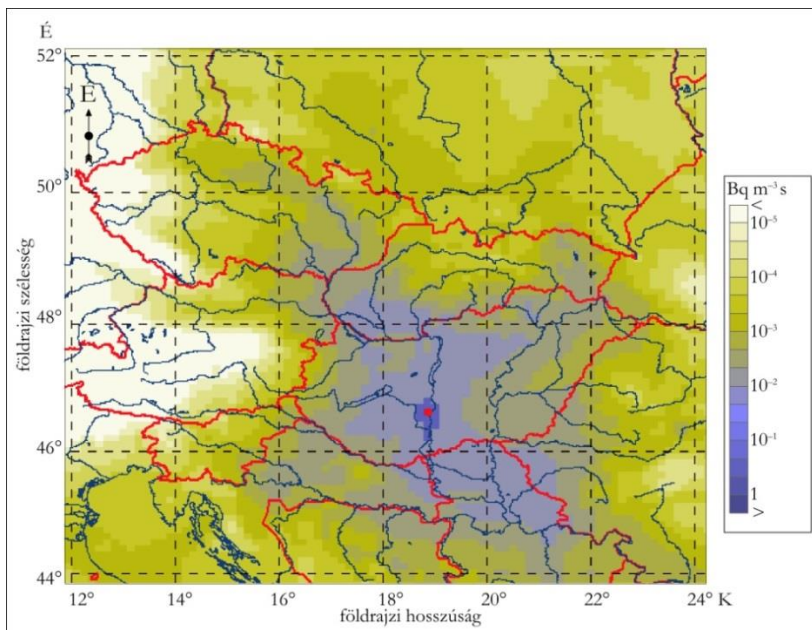 É
52°
50°
48°
46°
44°
földrajzi szélesség
É
12° 14° 16° 18° 20° 22° 24° K
földrajzi hosszúság
Bq m⁻³ s
<
10⁻⁵
10⁻⁴
10⁻³
10⁻²
10⁻¹
1
>